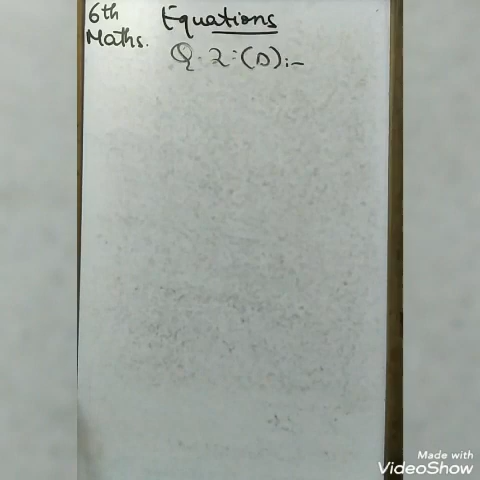 6th
Maths.
Equations
Q. 2:(D):-
Made with
VideoShow